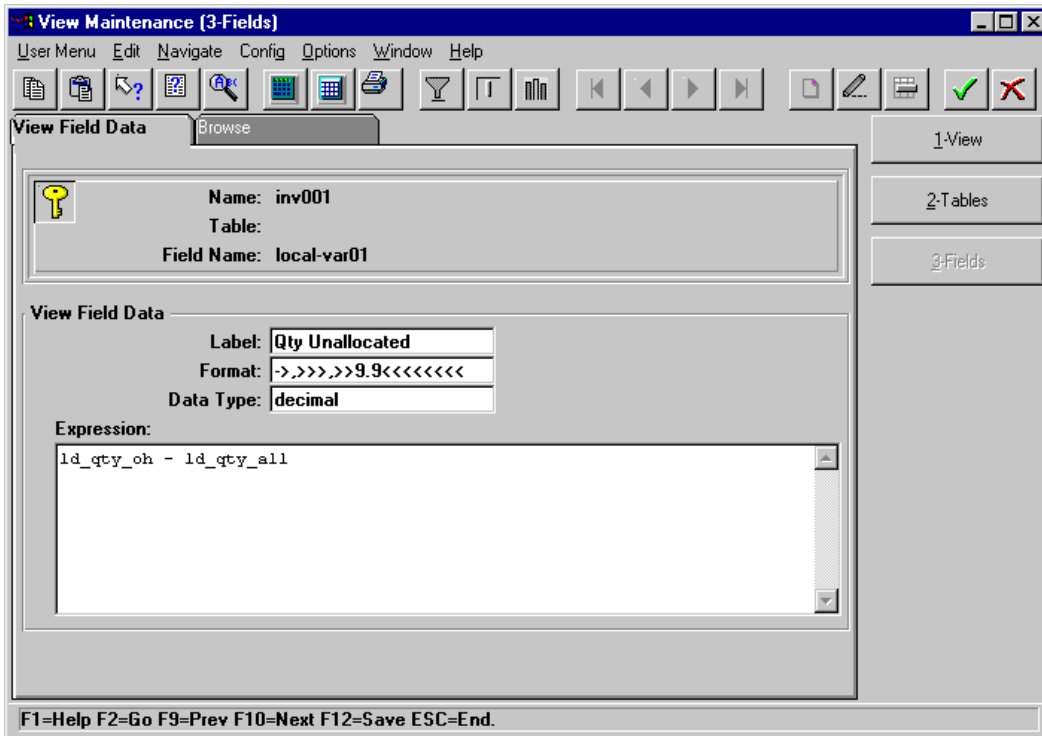 View Maintenance (3-Fields)
User Menu Edit Navigate Config Options Window Help
View Field Data Browse
1-View
2-Tables
3-Fields
Name: inv001
Table:
Field Name: local-var01
View Field Data
Label: Qty Unallocated
Format: ->,>>>,>>9.9<<<<<<<<
Data Type: decimal
Expression:
ld_qty_oh - ld_qty_all
F1=Help F2=Go F9=Prev F10=Next F12=Save ESC=End.